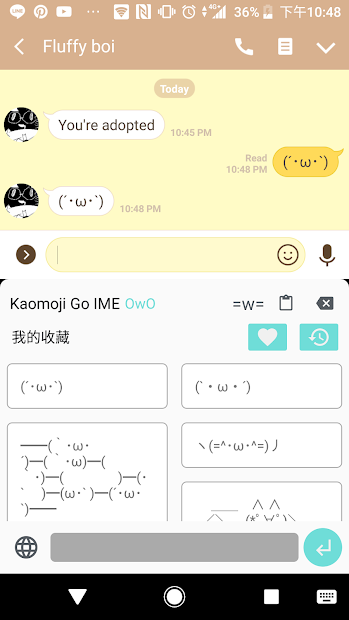 4G 36% 下午10:48
Fluffy boi
Today
You're adopted
10:45 PM
Read
10:48 PM
(´･ω･`)
(´･ω･`)
10:48 PM
Kaomoji Go IME OwO
=w=
我的收藏
(´･ω･`)
(`・ω・´)
━━(｀･ω･
´)━(｀･ω)━(
｀･)━( )━(･
` )━(ω･`)━(´･ω･
`)━━
ヽ(=^･ω･^=)丿